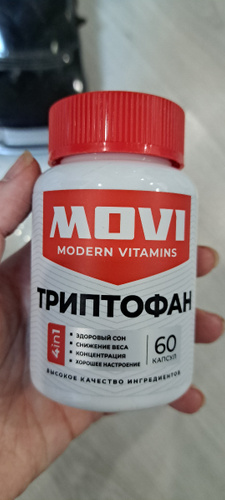 MOVI
MODERN VITAMINS
ТРИПТОФАН
4in1
ЗДОРОВЫЙ СОН
СНИЖЕНИЕ ВЕСА
КОНЦЕНТРАЦИЯ
ХОРОШЕЕ НАСТРОЕНИЕ
60
КАПСУЛ
ВЫСОКОЕ КАЧЕСТВО ИНГРЕДИЕНТОВ